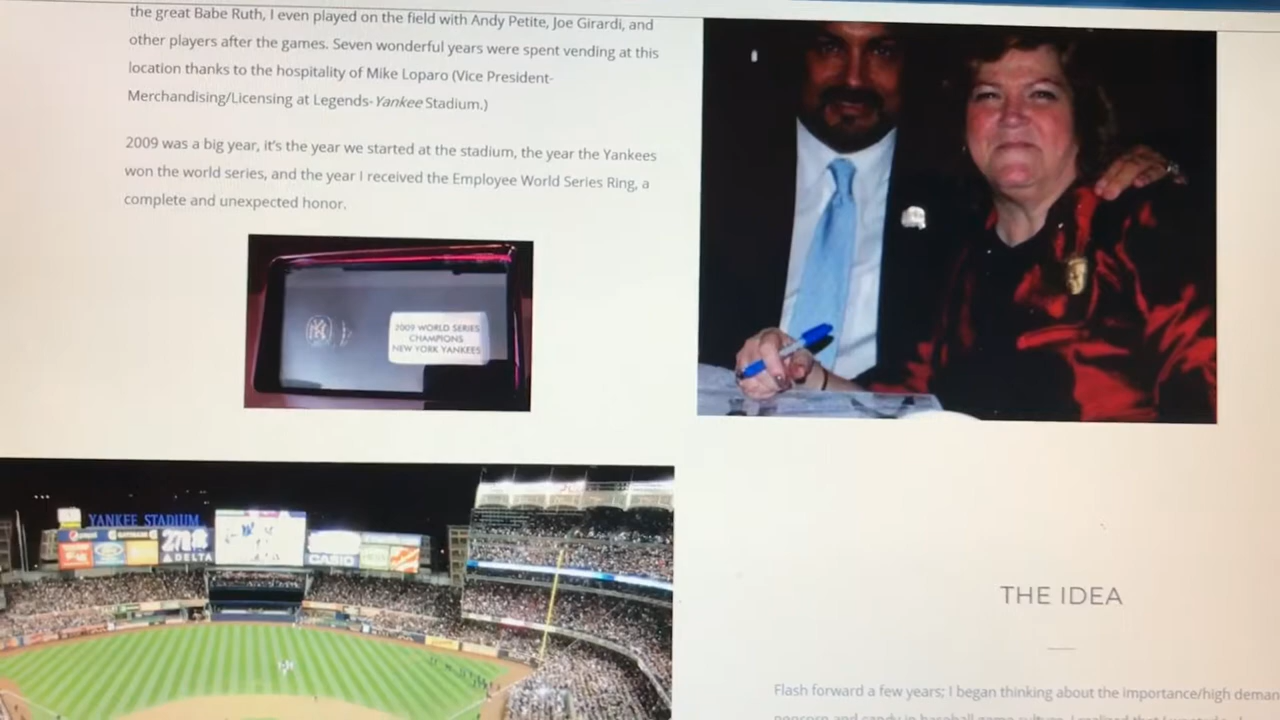 the great Babe Ruth, I even played on the field with Andy Petite, Joe Girardi, and
other players after the games. Seven wonderful years were spent vending at this
location thanks to the hospitality of Mike Loparo (Vice President-
Merchandising/Licensing at Legends-Yankee Stadium.)
2009 was a big year, it's the year we started at the stadium, the year the Yankees
won the world series, and the year I received the Employee World Series Ring, a
complete and unexpected honor.
2009 WORLD SERIES
CHAMPIONS
NEW YORK YANKEES
YANKEE STADIUM
DELTA
CASIO
THE IDEA
Flash forward a few years; I began thinking about the importance/high deman